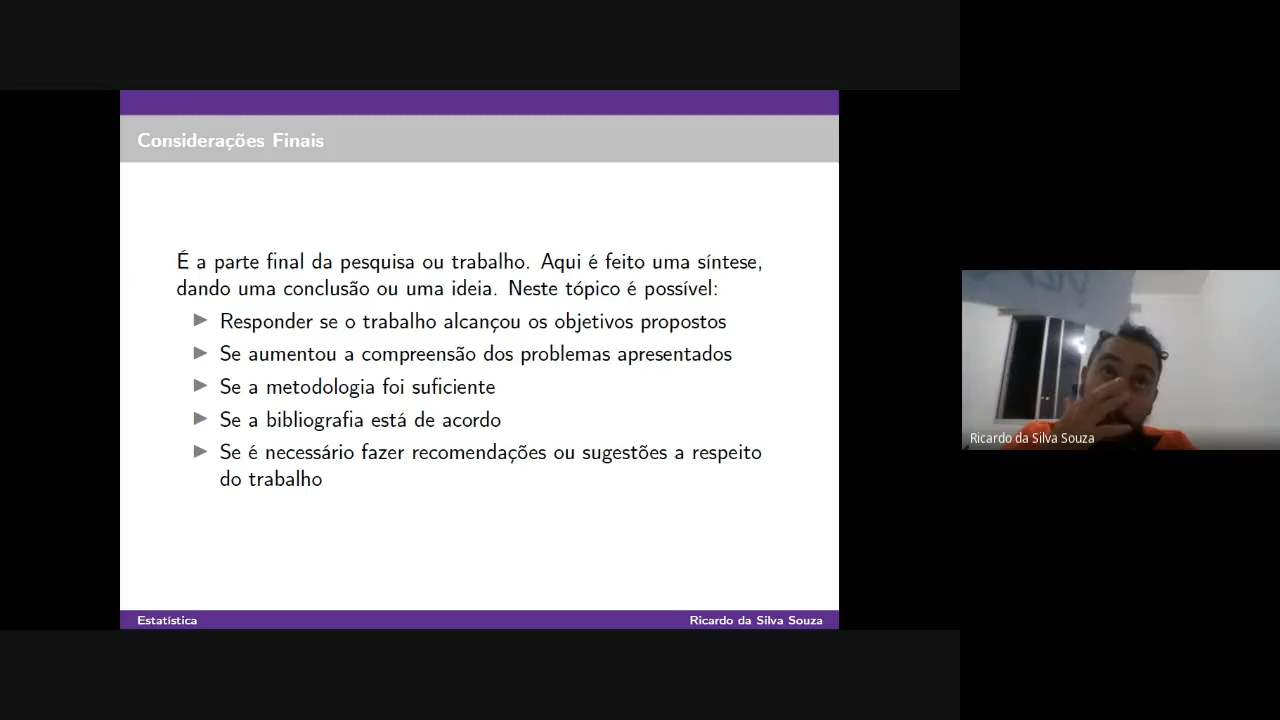 Considerações Finais
É a parte final da pesquisa ou trabalho. Aqui é feito uma síntese,
dando uma conclusão ou uma ideia. Neste tópico é possível:
Responder se o trabalho alcançou os objetivos propostos
Se aumentou a compreensão dos problemas apresentados
Se a metodologia foi suficiente
Se a bibliografia está de acordo
Se é necessário fazer recomendações ou sugestões a respeito
do trabalho
Estatística
Ricardo da Silva Souza
Ricardo da Silva Souza